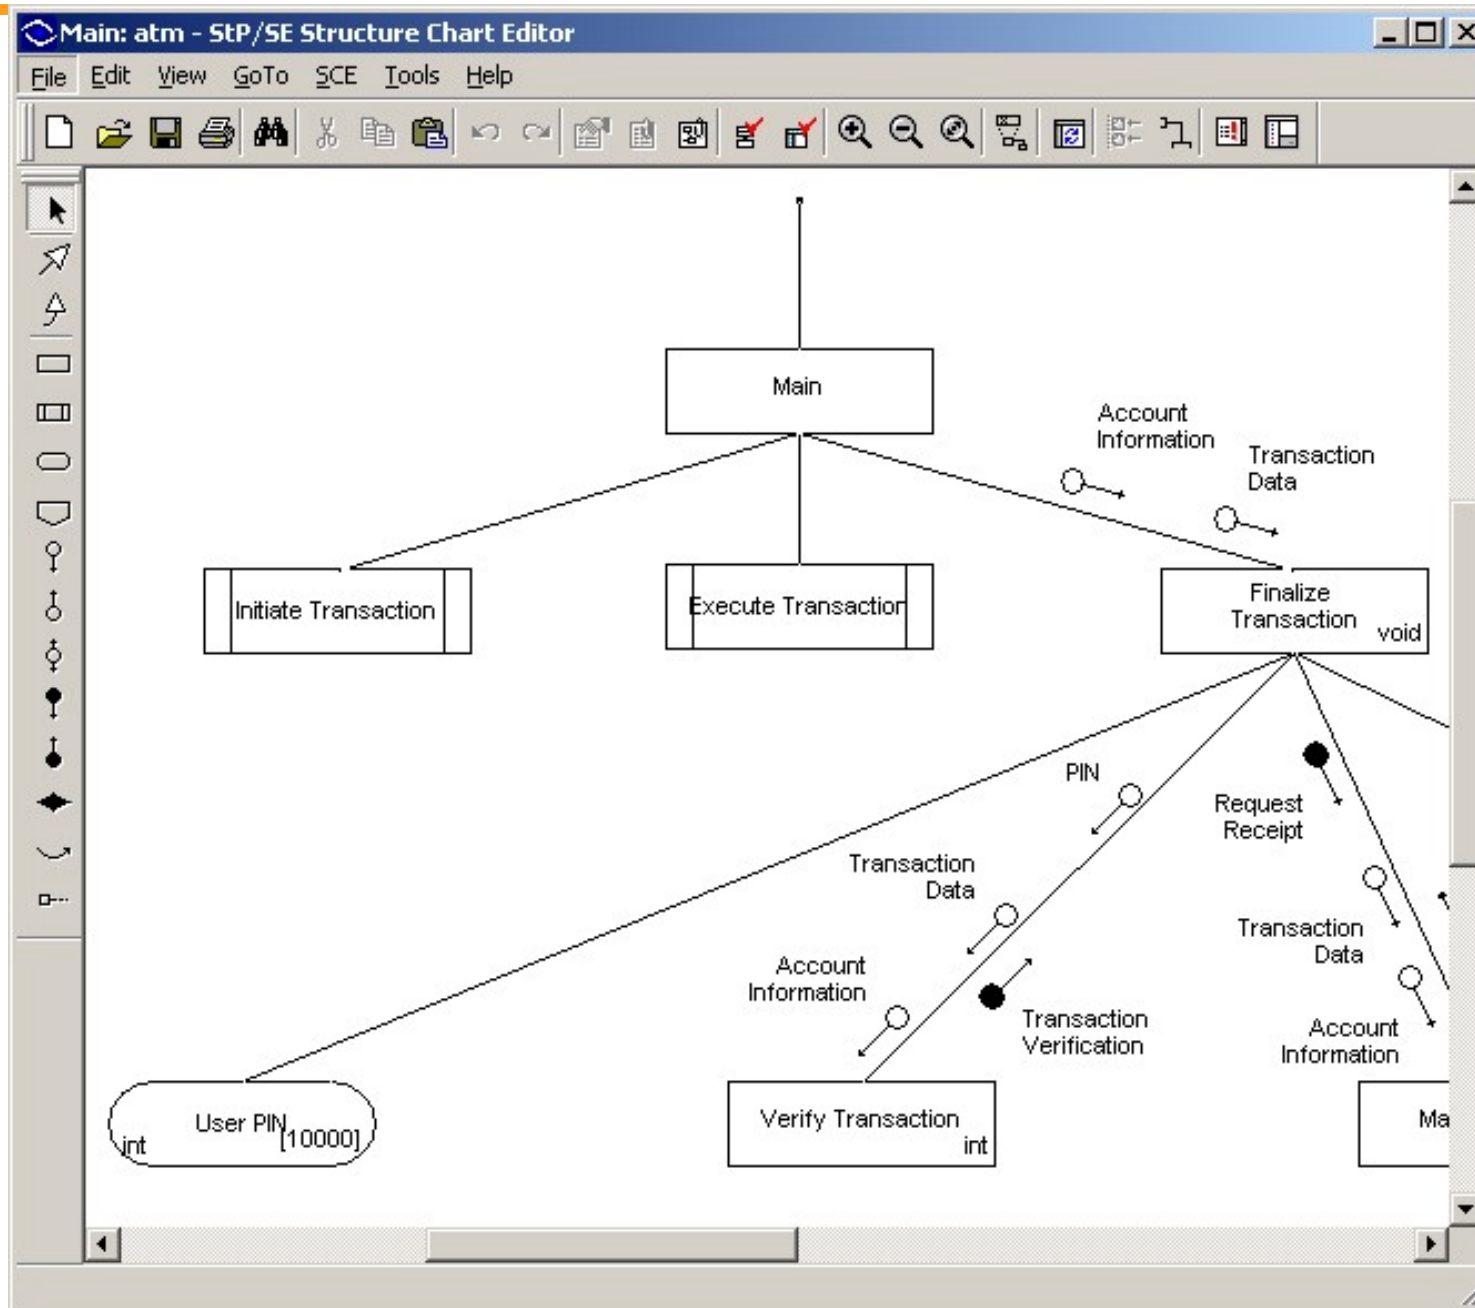 Main: atm - StP/SE Structure Chart Editor
File Edit View GoTo SCE Tools Help
Main
Account
Information
Transaction
Data
Initiate Transaction
Execute Transaction
Finalize
Transaction
void
PIN
Request
Receipt
Transaction
Data
Transaction
Data
Account
Information
Transaction
Verification
Account
Information
User PIN
int
[10000]
Verify Transaction
int
Ma